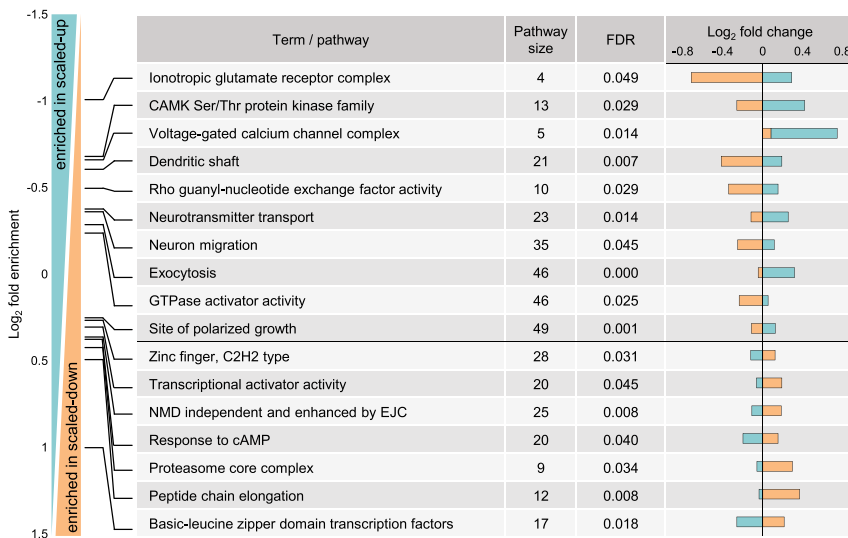 -1.5
-1
-0.5
0
0.5
1
1.5
Log2 fold enrichment
enriched in scaled-up
enriched in scaled-down
Term / pathway Pathway size FDR Log2 fold change
-0.8 -0.4 0 0.4 0.8
Ionotropic glutamate receptor complex 4 0.049
CAMK Ser/Thr protein kinase family 13 0.029
Voltage-gated calcium channel complex 5 0.014
Dendritic shaft 21 0.007
Rho guanyl-nucleotide exchange factor activity 10 0.029
Neurotransmitter transport 23 0.014
Neuron migration 35 0.045
Exocytosis 46 0.000
GTPase activator activity 46 0.025
Site of polarized growth 49 0.001
Zinc finger, C2H2 type 28 0.031
Transcriptional activator activity 20 0.045
NMD independent and enhanced by EJC 25 0.008
Response to cAMP 20 0.040
Proteasome core complex 9 0.034
Peptide chain elongation 12 0.008
Basic-leucine zipper domain transcription factors 17 0.018